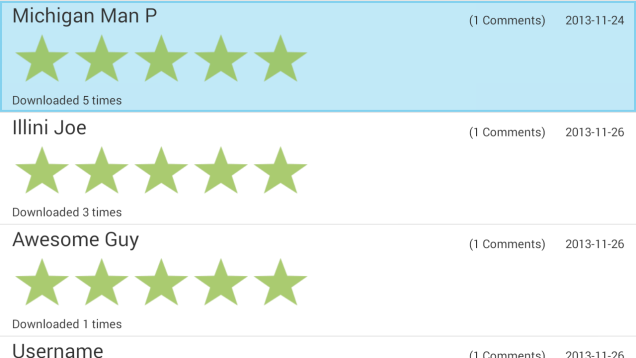 Michigan Man P
(1 Comments) 2013-11-24
Downloaded 5 times
Illini Joe
(1 Comments) 2013-11-26
Downloaded 3 times
Awesome Guy
(1 Comments) 2013-11-26
Downloaded 1 times
Username
(1 Comments) 2013-11-26